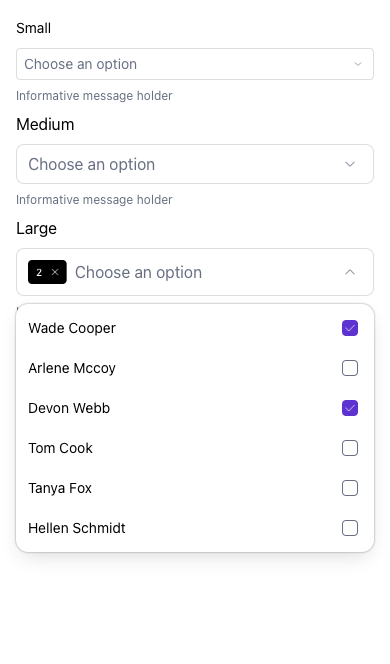 Small
Choose an option
Informative message holder
Medium
Choose an option
Informative message holder
Large
2 Choose an option
Wade Cooper
Arlene Mccoy
Devon Webb
Tom Cook
Tanya Fox
Hellen Schmidt